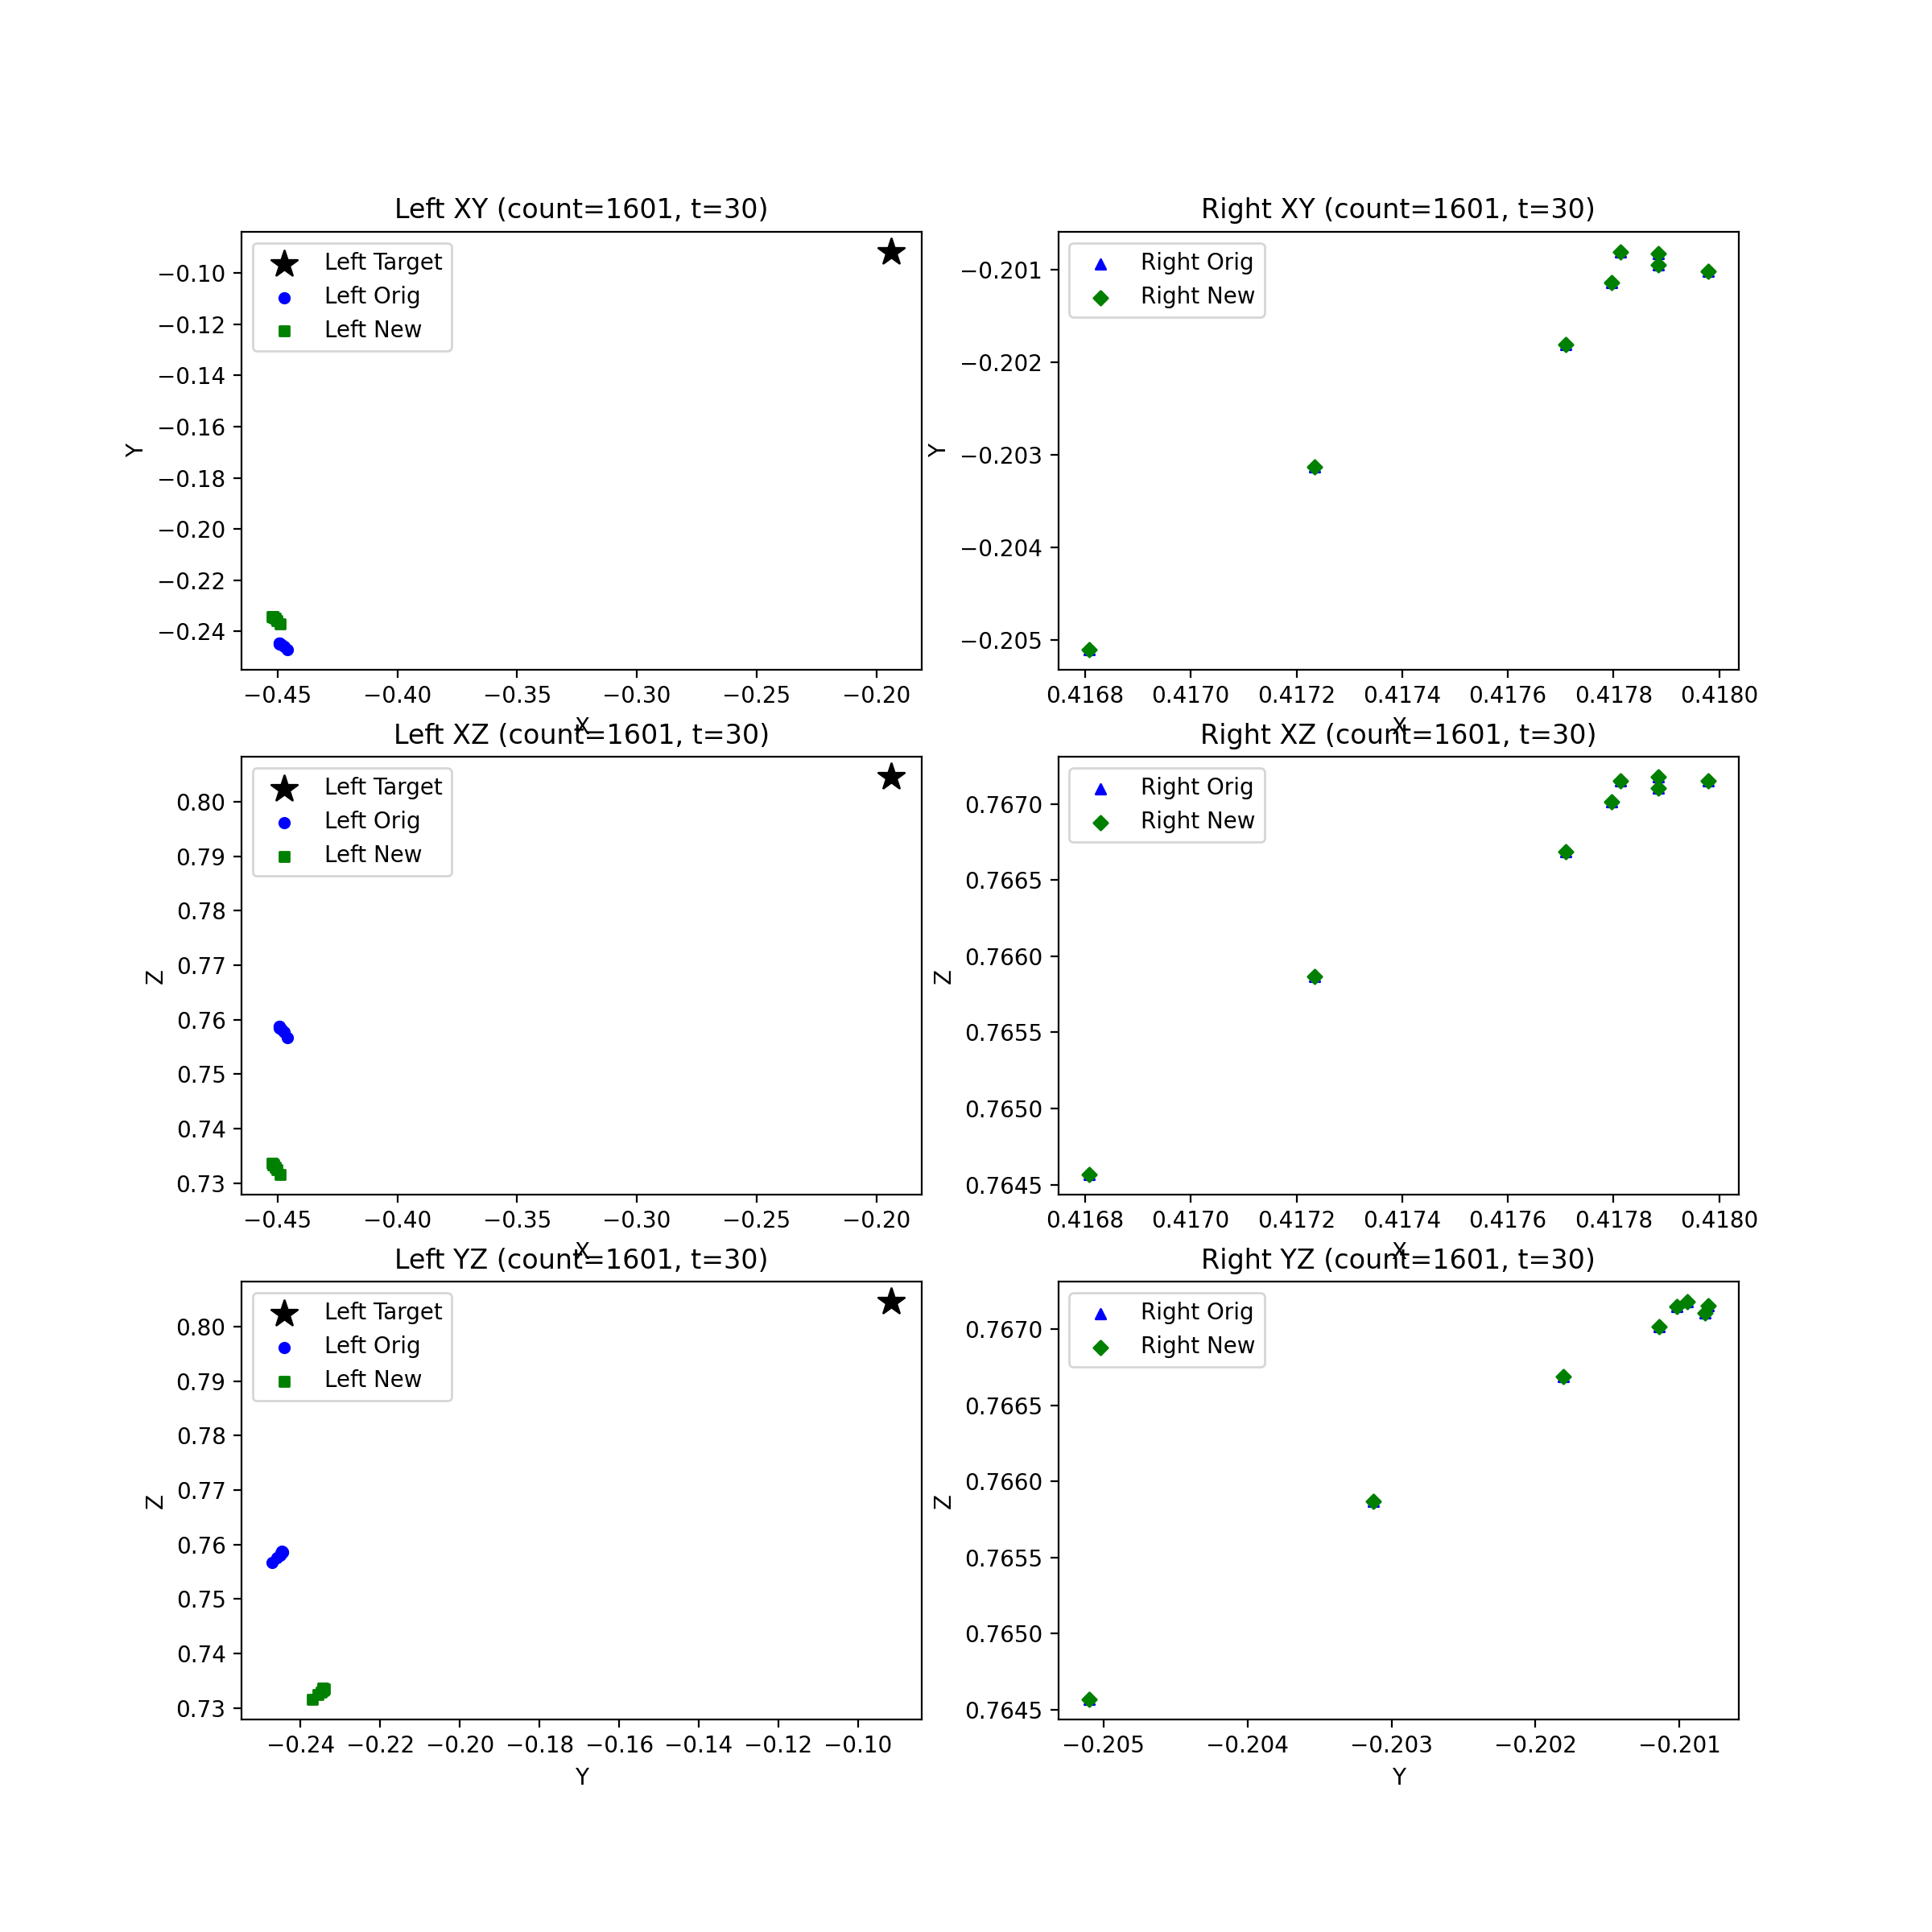 Left XY (count=1601, t=30)
Left Target
Left Orig
Left New
−0.10
−0.12
−0.14
−0.16
−0.18
−0.20
−0.22
−0.24
Y
−0.45 −0.40 −0.35 −0.30 −0.25 −0.20
X
Right XY (count=1601, t=30)
Right Orig
Right New
−0.201
−0.202
−0.203
−0.204
−0.205
Y
0.4168 0.4170 0.4172 0.4174 0.4176 0.4178 0.4180
X
Left XZ (count=1601, t=30)
Left Target
Left Orig
Left New
0.80
0.79
0.78
0.77
0.76
0.75
0.74
0.73
Z
−0.45 −0.40 −0.35 −0.30 −0.25 −0.20
X
Right XZ (count=1601, t=30)
Right Orig
Right New
0.7670
0.7665
0.7660
0.7655
0.7650
0.7645
Z
0.4168 0.4170 0.4172 0.4174 0.4176 0.4178 0.4180
X
Left YZ (count=1601, t=30)
Left Target
Left Orig
Left New
0.80
0.79
0.78
0.77
0.76
0.75
0.74
0.73
Z
−0.24 −0.22 −0.20 −0.18 −0.16 −0.14 −0.12 −0.10
Y
Right YZ (count=1601, t=30)
Right Orig
Right New
0.7670
0.7665
0.7660
0.7655
0.7650
0.7645
Z
−0.205 −0.204 −0.203 −0.202 −0.201
Y